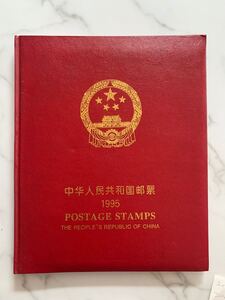 中华人民共和国邮票
1995
POSTAGE STAMPS
THE PEOPLE'S REPUBLIC OF CHINA